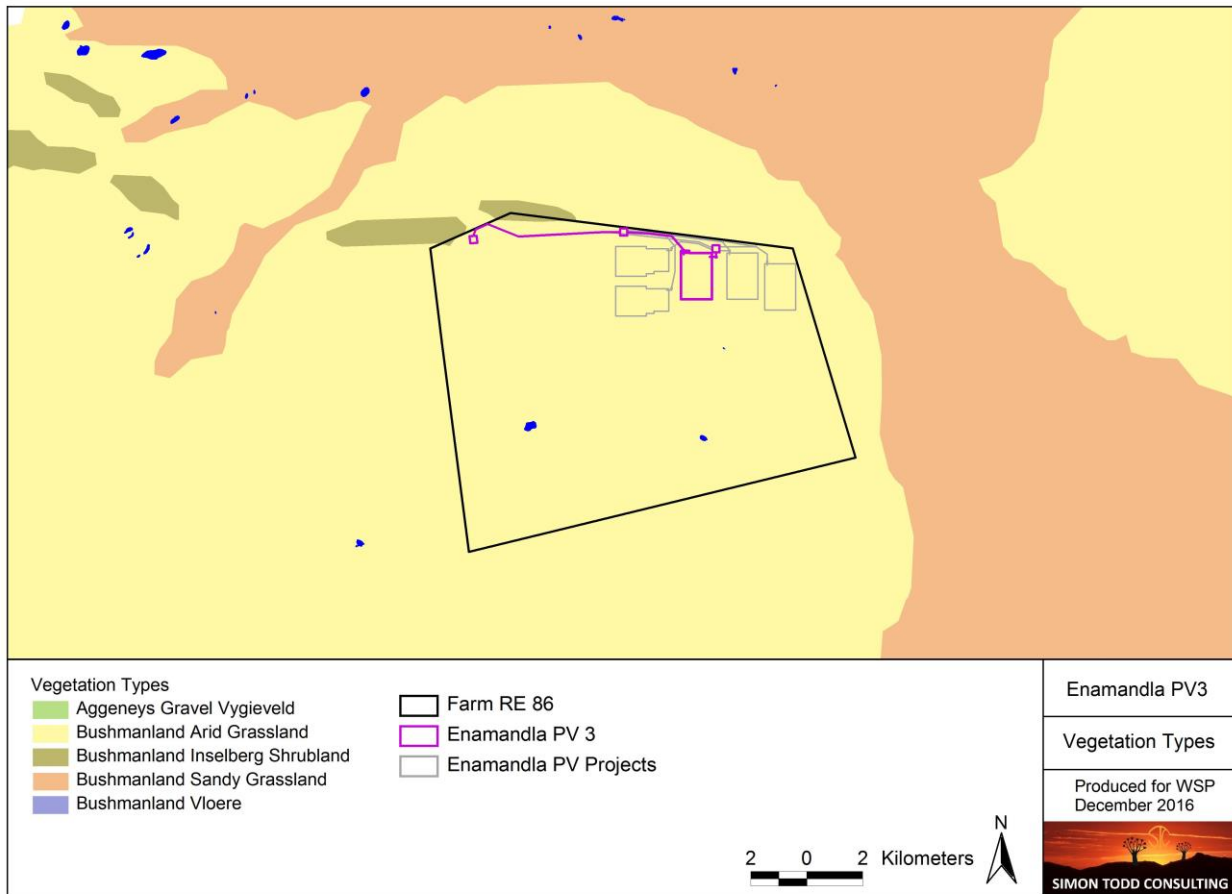 Vegetation Types
Aggeneys Gravel Vygieveld
Bushmanland Arid Grassland
Bushmanland Inselberg Shrubland
Bushmanland Sandy Grassland
Bushmanland Vloere
Farm RE 86
Enamandla PV 3
Enamandla PV Projects
N
2 0 2 Kilometers
Enamandla PV3
Vegetation Types
Produced for WSP
December 2016
SIMON TODD CONSULTING